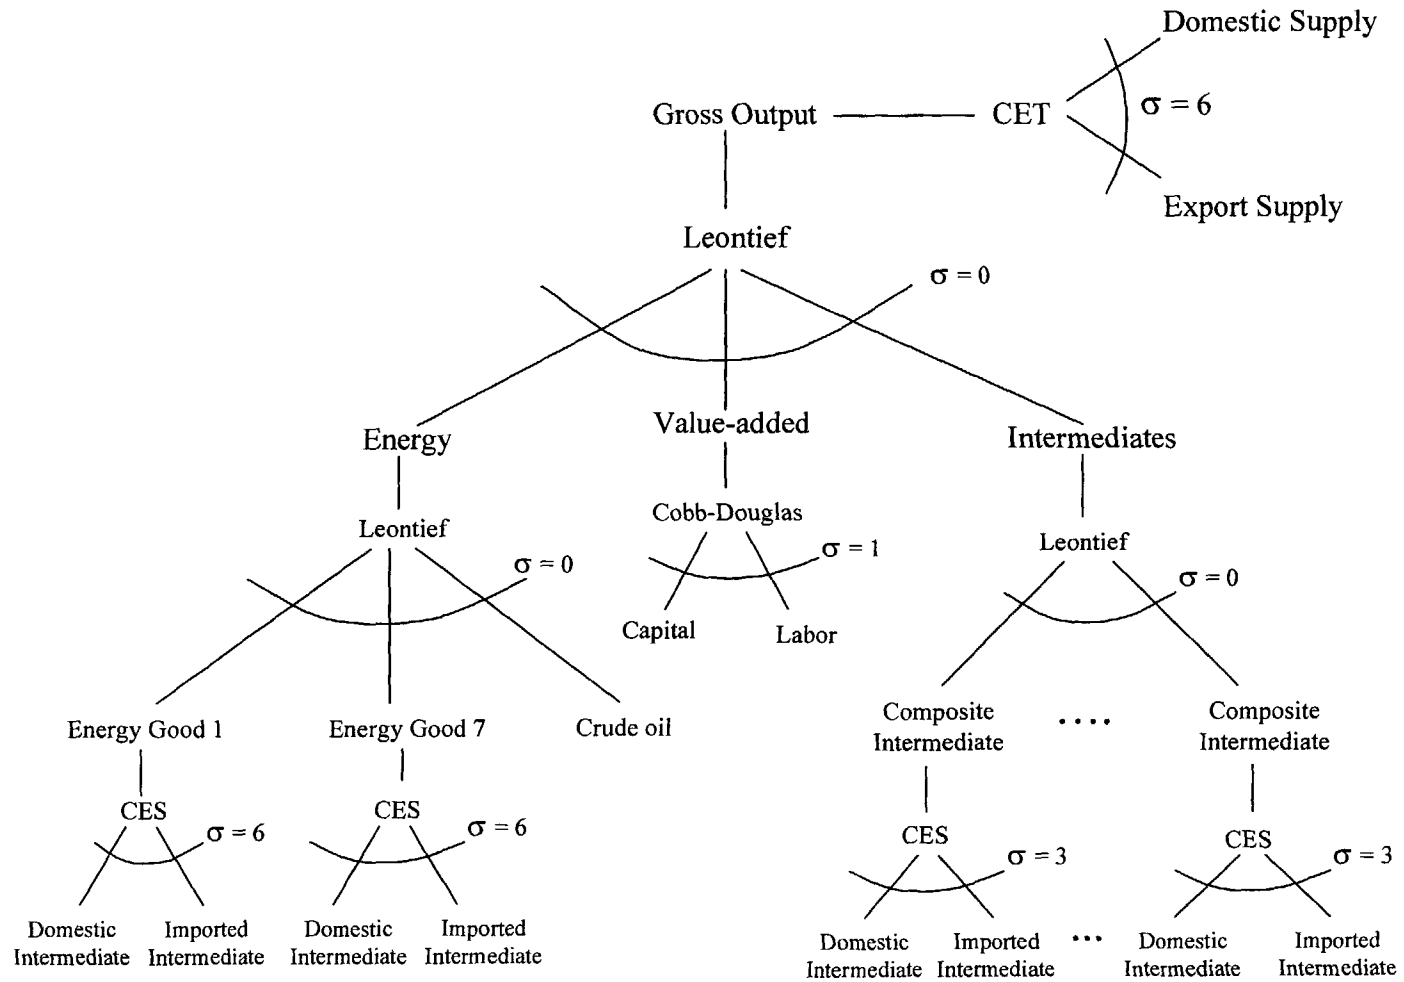 Domestic Supply
Gross Output CET σ = 6
Export Supply
Leontief
σ = 0
Energy Value-added Intermediates
Leontief Cobb-Douglas Leontief
σ = 0 σ = 1 σ = 0
Capital Labor
Energy Good 1 Energy Good 7 Crude oil
Composite
Intermediate
....
Composite
Intermediate
CES CES CES CES
σ = 6 σ = 6 σ = 3 σ = 3
Domestic
Intermediate
Imported
Intermediate
Domestic
Intermediate
Imported
Intermediate
Domestic
Intermediate
Imported
Intermediate
...
Domestic
Intermediate
Imported
Intermediate